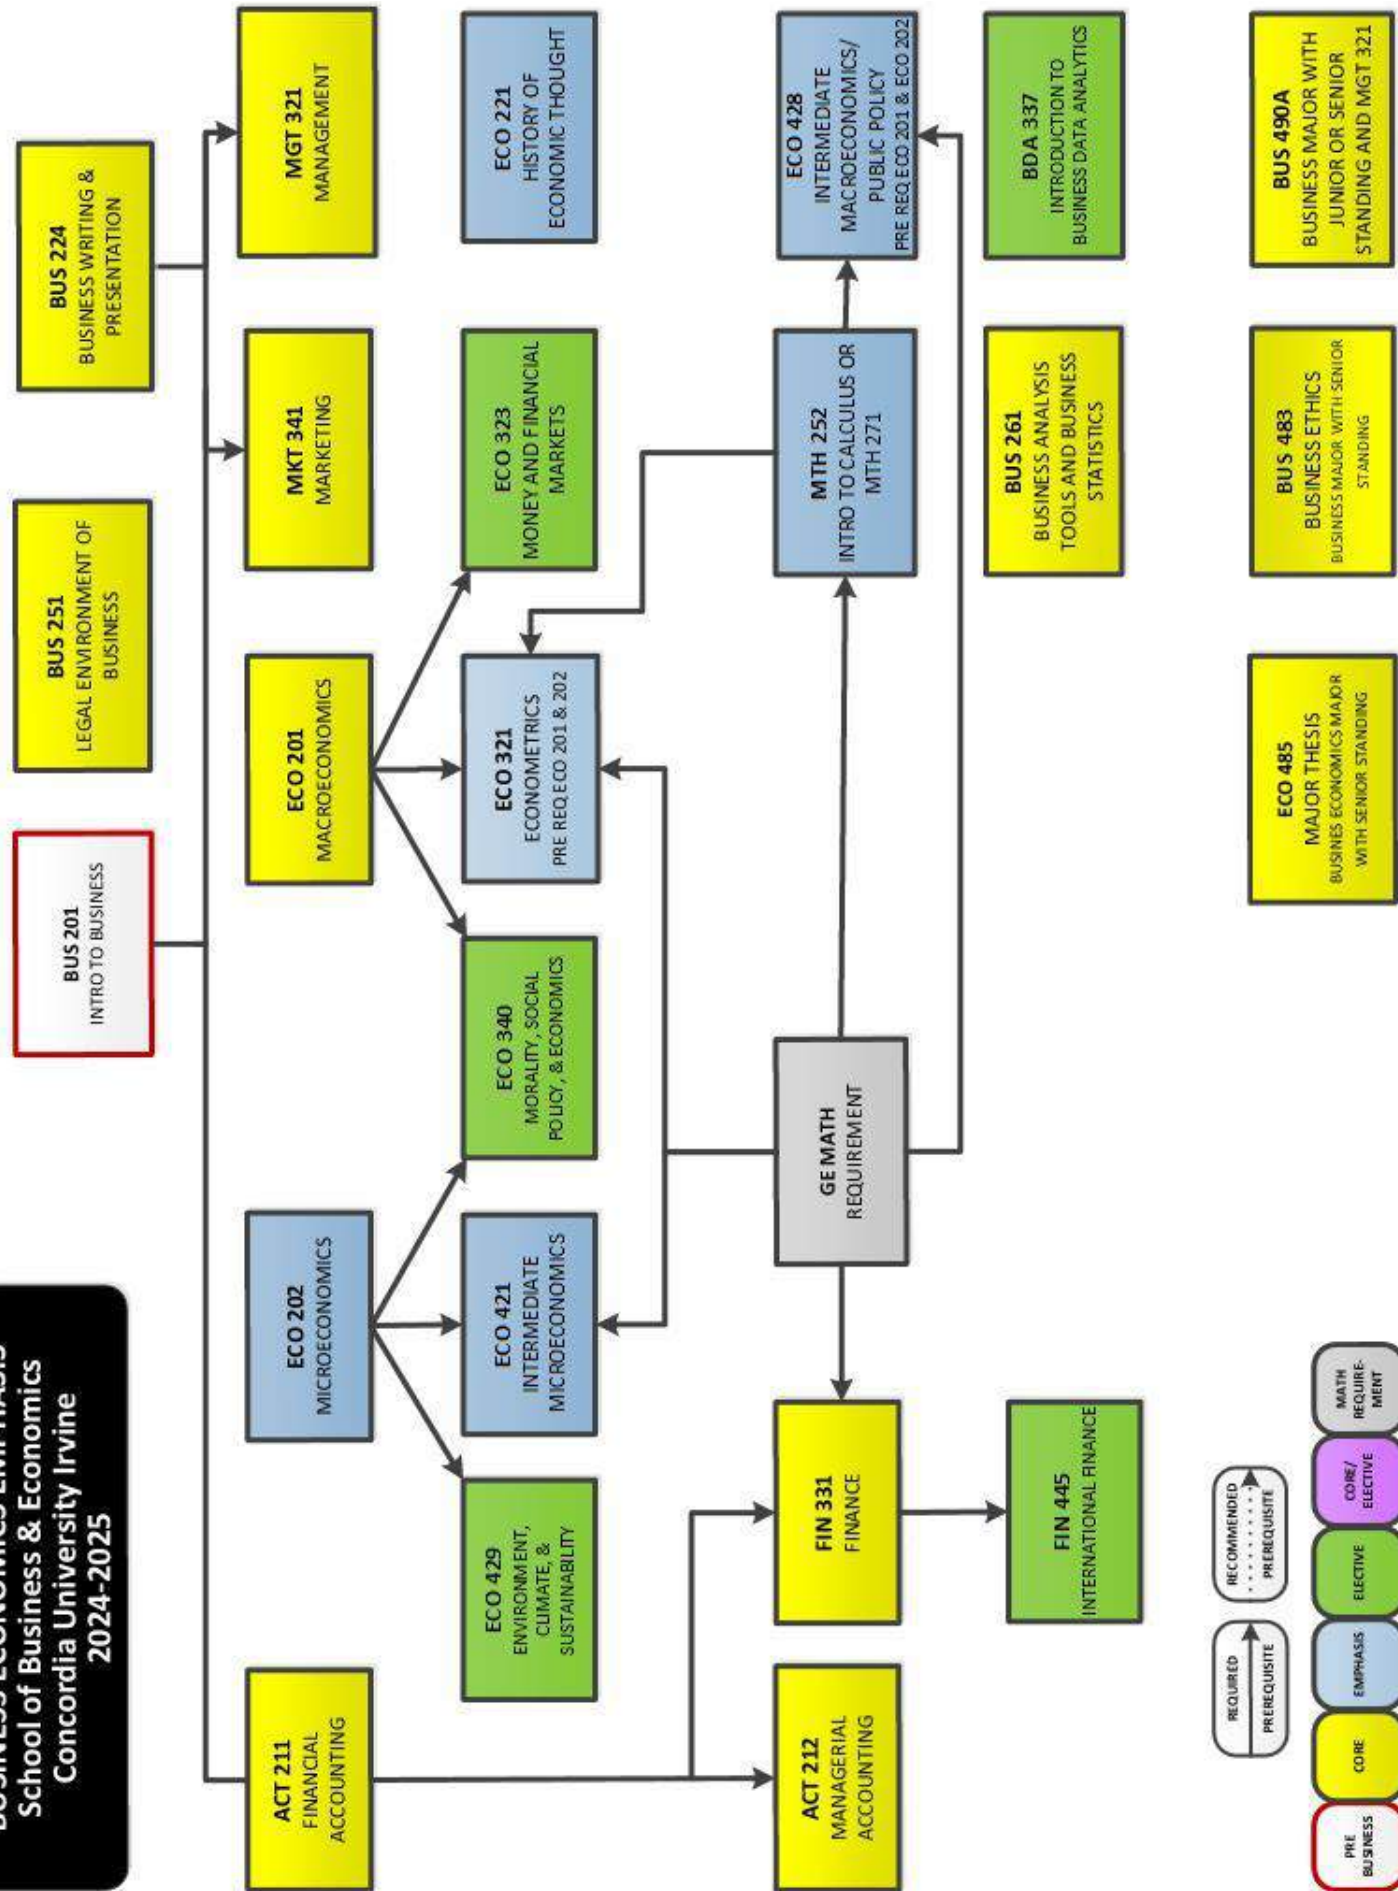 BUSINESS ECONOMICS EMPHASIS
School of Business & Economics
Concordia University Irvine
2024-2025
BUS 201
INTRO TO BUSINESS
BUS 251
LEGAL ENVIRONMENT OF
BUSINESS
BUS 224
BUSINESS WRITING &
PRESENTATION
ACT 211
FINANCIAL
ACCOUNTING
ECO 202
MICROECONOMICS
ECO 201
MACROECONOMICS
MKT 341
MARKETING
MGT 321
MANAGEMENT
ECO 429
ENVIRONMENT,
CLIMATE, &
SUSTAINABILITY
ECO 421
INTERMEDIATE
MICROECONOMICS
ECO 340
MORALITY, SOCIAL
POLICY, & ECONOMICS
ECO 321
ECONOMETRICS
PRE REQ.ECO 201 & 202
ECO 323
MONEY AND FINANCIAL
MARKETS
ECO 221
HISTORY OF
ECONOMIC THOUGHT
ACT 212
MANAGERIAL
ACCOUNTING
FIN 331
FINANCE
GE MATH
REQUIREMENT
MTH 252
INTRO TO CALCULUS OR
MTH 271
ECO 428
INTERMEDIATE
MACROECONOMICS/
PUBLIC POLICY
PRE REQ.ECO 201 & ECO 202
FIN 445
INTERNATIONAL FINANCE
BUS 261
BUSINESS ANALYSIS
TOOLS AND BUSINESS
STATISTICS
BDA 337
INTRODUCTION TO
BUSINESS DATA ANALYTICS
ECO 485
MAJOR THESIS
BUSINES ECONOMICS MAJOR
WITH SENIOR STANDING
BUS 483
BUSINESS ETHICS
BUSINESS MAJOR WITH SENIOR
STANDING
BUS 490A
BUSINESS MAJOR WITH
JUNIOR OR SENIOR
STANDING AND MGT 321
REQUIRED
PREREQUISITE
RECOMMENDED
PREREQUISITE
PRE
BUSINESS
CORE
EMPHASIS
ELECTIVE
CORE/
ELECTIVE
MATH
REQUIRE-
MENT